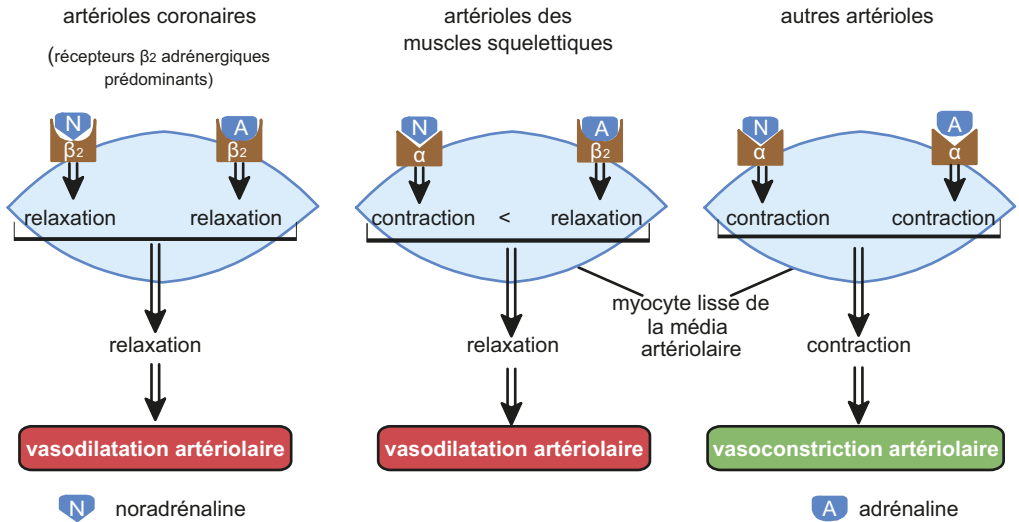 artérioles coronaires
(récepteurs β2 adrénergiques
prédominants)
N
β2
A
β2
relaxation
relaxation
relaxation
vasodilatation artériolaire
artérioles des
muscles squelettiques
N
α
A
β2
contraction < relaxation
relaxation
vasodilatation artériolaire
autres artérioles
N
α
A
α
contraction
contraction
myocyte lisse de
la média
artériolaire
contraction
vasoconstriction artériolaire
N noradrénaline
A adrénaline